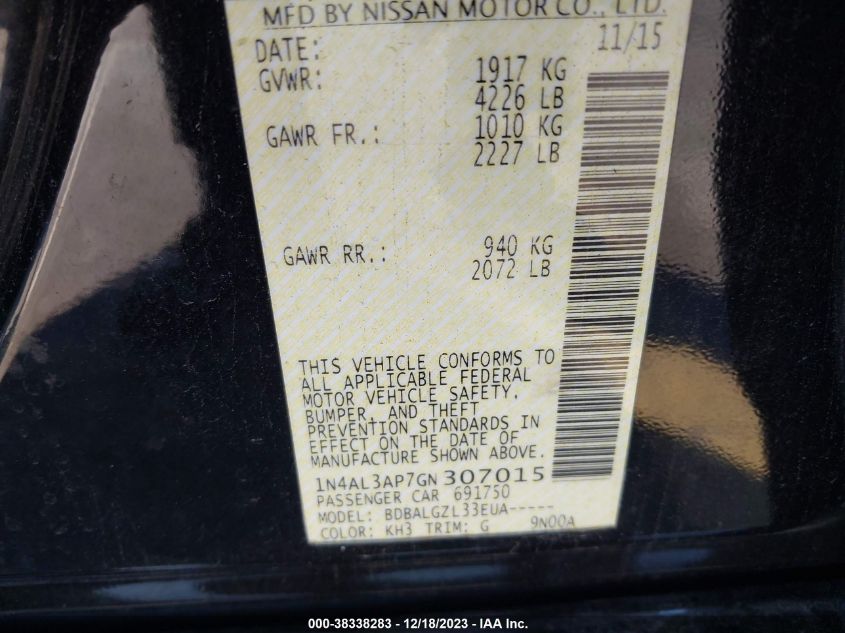 MFD BY NISSAN MOTOR CO., LTD.
DATE: 11/15
GVWR: 1917 KG
4226 LB
GAWR FR.: 1010 KG
2227 LB
GAWR RR.: 940 KG
2072 LB
THIS VEHICLE CONFORMS TO
ALL APPLICABLE FEDERAL
MOTOR VEHICLE SAFETY,
BUMPER, AND THEFT
PREVENTION STANDARDS IN
EFFECT ON THE DATE OF
MANUFACTURE SHOWN ABOVE.
1N4AL3AP7GN307015
PASSENGER CAR 691750
MODEL: BDBALGZL33EUA-----
COLOR: KH3 TRIM: G 9N00A
000-38338283 - 12/18/2023 - IAA Inc.